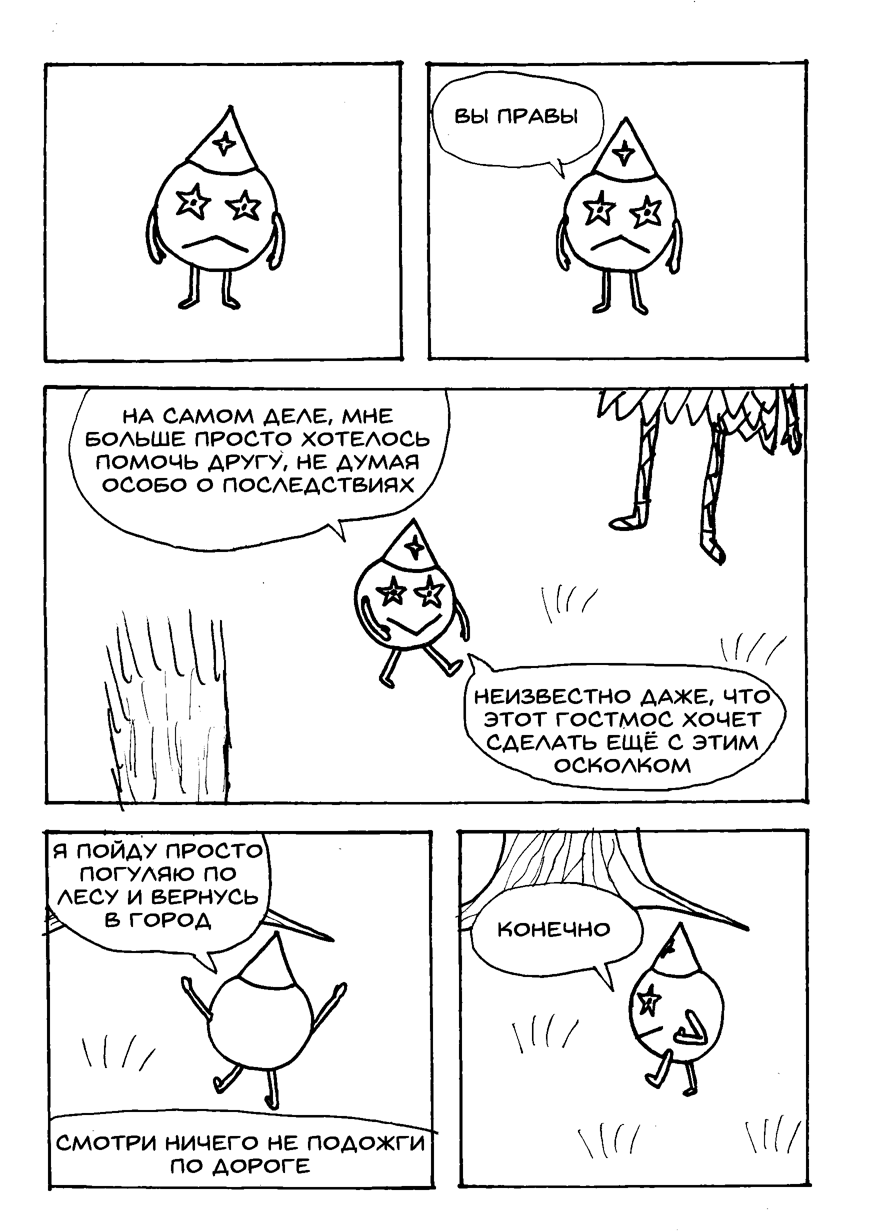 ВЫ ПРАВЫ
НА САМОМ ДЕЛЕ, МНЕ
БОЛЬШЕ ПРОСТО ХОТЕЛОСЬ
ПОМОЧЬ ДРУГУ, НЕ ДУМАЯ
ОСОБО О ПОСЛЕДСТВИЯХ
НЕИЗВЕСТНО ДАЖЕ, ЧТО
ЭТОТ ГОСТМОС ХОЧЕТ
СДЕЛАТЬ ЕЩЁ С ЭТИМ
ОСКОЛКОМ
Я ПОЙДУ ПРОСТО
ПОГУЛЯЮ ПО
ЛЕСУ И ВЕРНУСЬ
В ГОРОД
СМОТРИ НИЧЕГО НЕ ПОДОЖГИ
ПО ДОРОГЕ
КОНЕЧНО